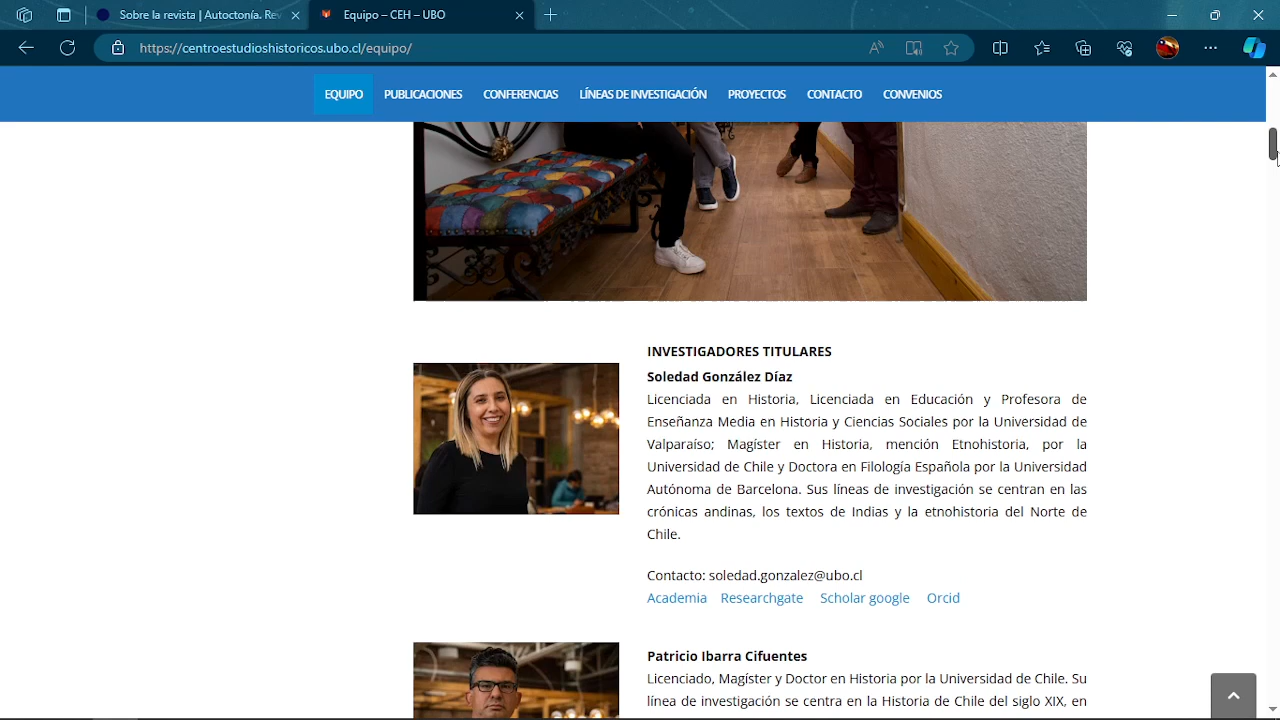 Sobre la revista | Autoctonía. Rev
Equipo – CEH – UBO
https://centroestudioshistoricos.ubo.cl/equipo/
EQUIPO PUBLICACIONES CONFERENCIAS LÍNEAS DE INVESTIGACIÓN PROYECTOS CONTACTO CONVENIOS
INVESTIGADORES TITULARES
Soledad González Díaz
Licenciada en Historia, Licenciada en Educación y Profesora de
Enseñanza Media en Historia y Ciencias Sociales por la Universidad de
Valparaíso; Magíster en Historia, mención Etnohistoria, por la
Universidad de Chile y Doctora en Filología Española por la Universidad
Autónoma de Barcelona. Sus líneas de investigación se centran en las
crónicas andinas, los textos de Indias y la etnohistoria del Norte de
Chile.
Contacto: soledad.gonzalez@ubo.cl
Academia Researchgate Scholar google Orcid
Patricio Ibarra Cifuentes
Licenciado, Magíster y Doctor en Historia por la Universidad de Chile. Su
línea de investigación se centra en la Historia de Chile del siglo XIX, en